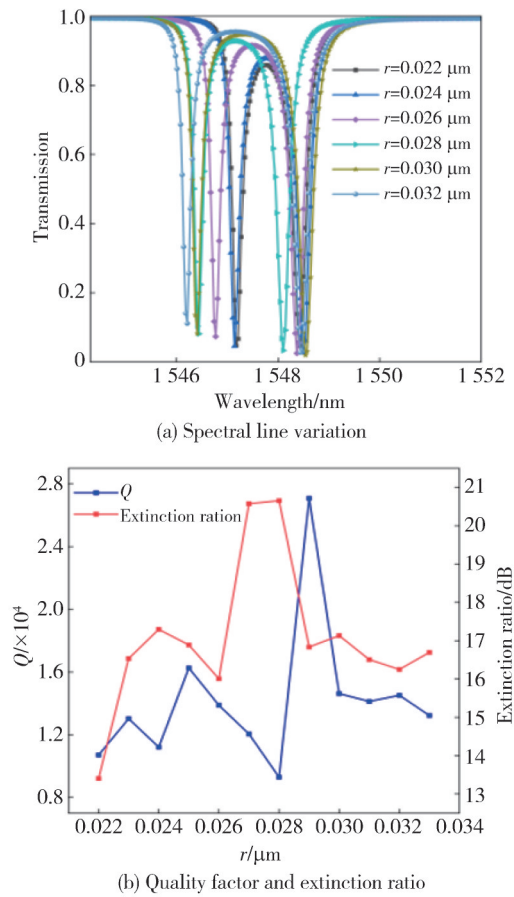 1.0
0.8
0.6
0.4
0.2
0
Transmission
r=0.022 μm
r=0.024 μm
r=0.026 μm
r=0.028 μm
r=0.030 μm
r=0.032 μm
1 546 1 548 1 550 1 552
Wavelength/nm
(a) Spectral line variation
2.8
2.4
2.0
1.6
1.2
0.8
Q/×10⁴
Q
Extinction ration
21
20
19
18
17
16
15
14
13
Extinction ratio/dB
0.022 0.024 0.026 0.028 0.030 0.032 0.034
r/μm
(b) Quality factor and extinction ratio